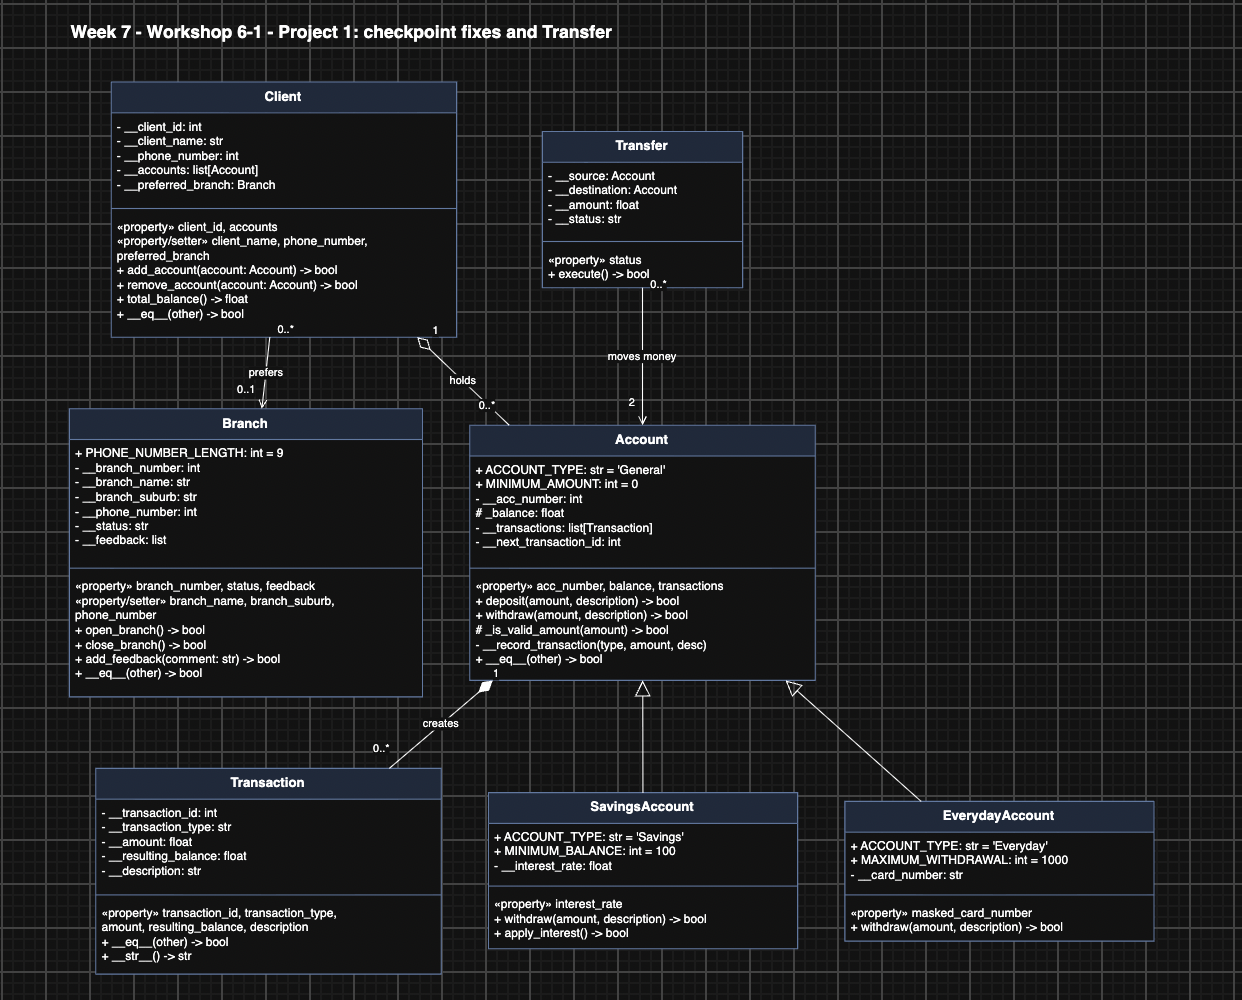 Week 7 - Workshop 6-1 - Project 1: checkpoint fixes and Transfer
Client
- __client_id: int
- __client_name: str
- __phone_number: int
- __accounts: list[Account]
- __preferred_branch: Branch
«property» client_id, accounts
«property/setter» client_name, phone_number,
preferred_branch
+ add_account(account: Account) -> bool
+ remove_account(account: Account) -> bool
+ total_balance() -> float
+ __eq__(other) -> bool
Transfer
- __source: Account
- __destination: Account
- __amount: float
- __status: str
«property» status
+ execute() -> bool
0..*
moves money
2
0..*
prefers
0..1
1
holds
0..*
Branch
+ PHONE_NUMBER_LENGTH: int = 9
- __branch_number: int
- __branch_name: str
- __branch_suburb: str
- __phone_number: int
- __status: str
- __feedback: list
«property» branch_number, status, feedback
«property/setter» branch_name, branch_suburb,
phone_number
+ open_branch() -> bool
+ close_branch() -> bool
+ add_feedback(comment: str) -> bool
+ __eq__(other) -> bool
Account
+ ACCOUNT_TYPE: str = 'General'
+ MINIMUM_AMOUNT: int = 0
- __acc_number: int
# _balance: float
- __transactions: list[Transaction]
- __next_transaction_id: int
«property» acc_number, balance, transactions
+ deposit(amount, description) -> bool
+ withdraw(amount, description) -> bool
# _is_valid_amount(amount) -> bool
- __record_transaction(type, amount, desc)
+ __eq__(other) -> bool
1
creates
0..*
Transaction
- __transaction_id: int
- __transaction_type: str
- __amount: float
- __resulting_balance: float
- __description: str
«property» transaction_id, transaction_type,
amount, resulting_balance, description
+ __eq__(other) -> bool
+ __str__() -> str
SavingsAccount
+ ACCOUNT_TYPE: str = 'Savings'
+ MINIMUM_BALANCE: int = 100
- __interest_rate: float
«property» interest_rate
+ withdraw(amount, description) -> bool
+ apply_interest() -> bool
EverydayAccount
+ ACCOUNT_TYPE: str = 'Everyday'
+ MAXIMUM_WITHDRAWAL: int = 1000
- __card_number: str
«property» masked_card_number
+ withdraw(amount, description) -> bool